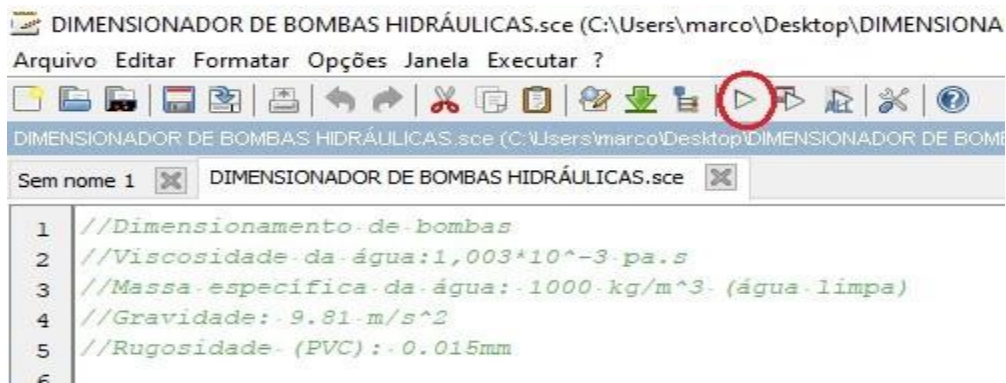 DIMENSIONADOR DE BOMBAS HIDRÁULICAS.sce (C:\Users\marco\Desktop\DIMENSIONA
Arquivo Editar Formatar Opções Janela Executar ?
DIMENSIONADOR DE BOMBAS HIDRÁULICAS.sce (C:\Users\marco\Desktop\DIMENSIONADOR DE BOMB
Sem nome 1 DIMENSIONADOR DE BOMBAS HIDRÁULICAS.sce
1 //Dimensionamento de bombas
2 //Viscosidade da água:1,003*10^-3 pa.s
3 //Massa específica da água: 1000 kg/m^3 (água limpa)
4 //Gravidade: 9.81 m/s^2
5 //Rugosidade (PVC): 0.015mm
6